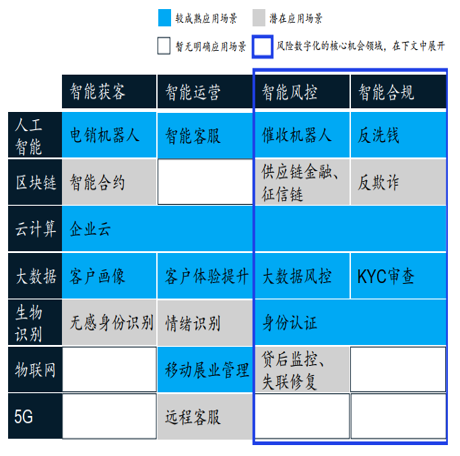 较成熟应用场景 潜在应用场景
暂无明确应用场景 风险数字化的核心机会领域，在下文中展开
智能获客 智能运营 智能风控 智能合规
人工
智能
电销机器人 智能客服 催收机器人 反洗钱
区块链 智能合约
供应链金融、
征信链
反欺诈
云计算 企业云
大数据 客户画像 客户体验提升 大数据风控 KYC审查
生物
识别
无感身份识别 情绪识别 身份认证
物联网 移动展业管理
贷后监控、
失联修复
5G 远程客服